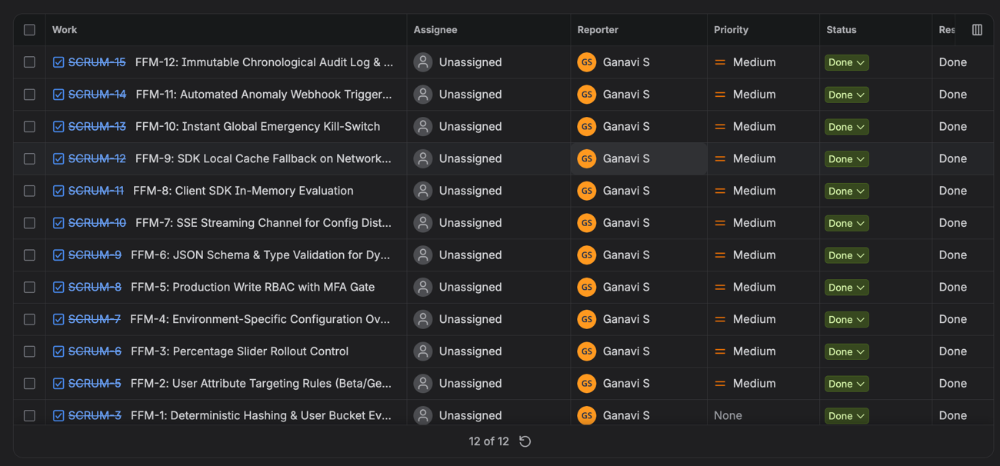 Work Assignee Reporter Priority Status Res
SCRUM-15 FFM-12: Immutable Chronological Audit Log & ... Unassigned GS Ganavi S Medium Done Done
SCRUM-14 FFM-11: Automated Anomaly Webhook Trigger... Unassigned GS Ganavi S Medium Done Done
SCRUM-13 FFM-10: Instant Global Emergency Kill-Switch Unassigned GS Ganavi S Medium Done Done
SCRUM-12 FFM-9: SDK Local Cache Fallback on Network... Unassigned GS Ganavi S Medium Done Done
SCRUM-11 FFM-8: Client SDK In-Memory Evaluation Unassigned GS Ganavi S Medium Done Done
SCRUM-10 FFM-7: SSE Streaming Channel for Config Dist... Unassigned GS Ganavi S Medium Done Done
SCRUM-9 FFM-6: JSON Schema & Type Validation for Dy... Unassigned GS Ganavi S Medium Done Done
SCRUM-8 FFM-5: Production Write RBAC with MFA Gate Unassigned GS Ganavi S Medium Done Done
SCRUM-7 FFM-4: Environment-Specific Configuration Ov... Unassigned GS Ganavi S Medium Done Done
SCRUM-6 FFM-3: Percentage Slider Rollout Control Unassigned GS Ganavi S Medium Done Done
SCRUM-5 FFM-2: User Attribute Targeting Rules (Beta/Ge... Unassigned GS Ganavi S Medium Done Done
SCRUM-3 FFM-1: Deterministic Hashing & User Bucket Ev... Unassigned GS Ganavi S None Done Done
12 of 12